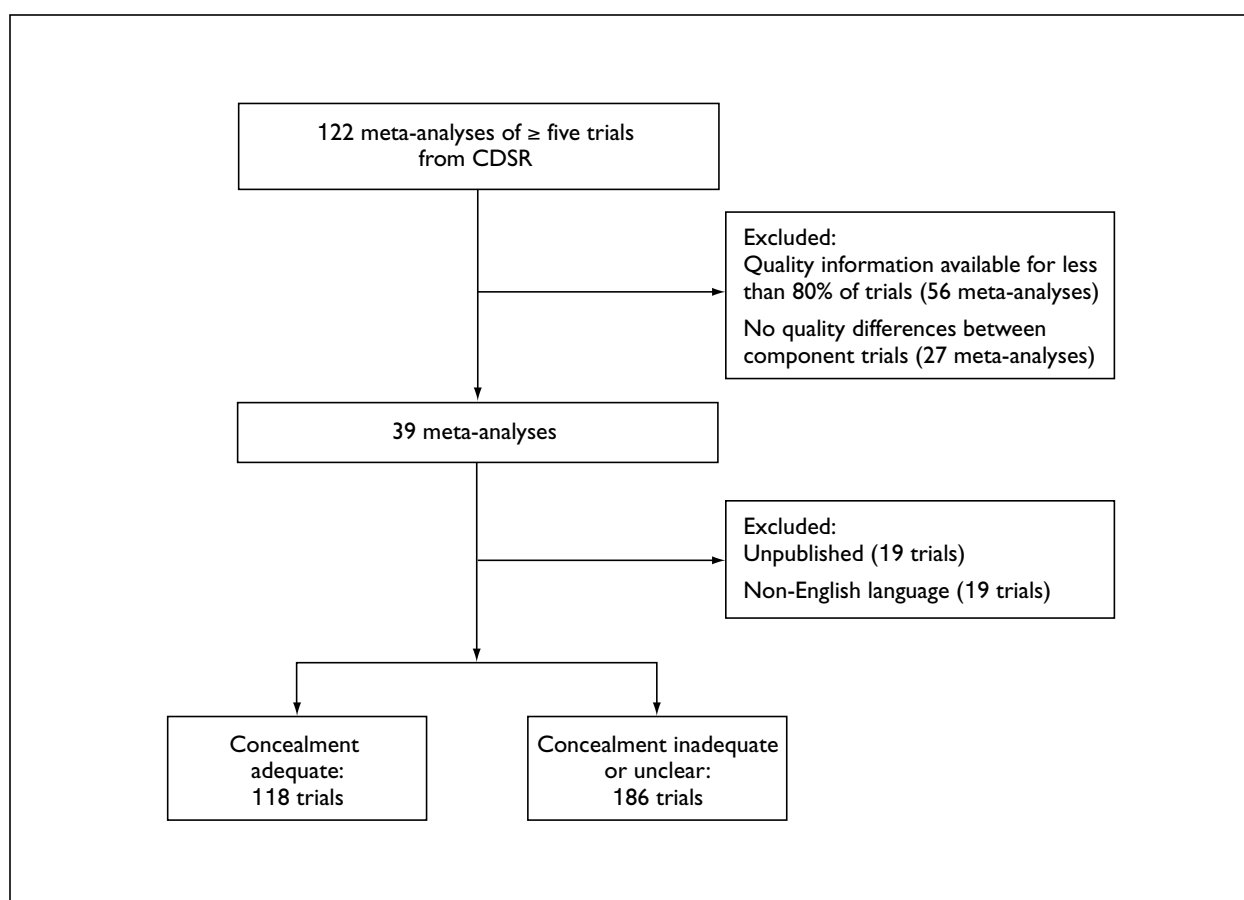 122 meta-analyses of ≥ five trials
from CDSR
Excluded:
Quality information available for less
than 80% of trials (56 meta-analyses)
No quality differences between
component trials (27 meta-analyses)
39 meta-analyses
Excluded:
Unpublished (19 trials)
Non-English language (19 trials)
Concealment
adequate:
118 trials
Concealment inadequate
or unclear:
186 trials